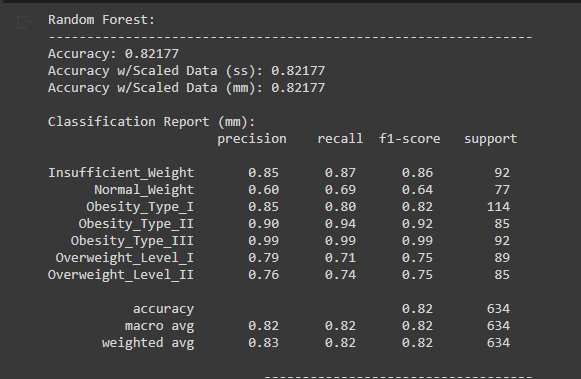 Random Forest:
---------------------------------------------------------------
Accuracy: 0.82177
Accuracy w/Scaled Data (ss): 0.82177
Accuracy w/Scaled Data (mm): 0.82177
Classification Report (mm):
precision recall f1-score support
Insufficient_Weight 0.85 0.87 0.86 92
Normal_Weight 0.60 0.69 0.64 77
Obesity_Type_I 0.85 0.80 0.82 114
Obesity_Type_II 0.90 0.94 0.92 85
Obesity_Type_III 0.99 0.99 0.99 92
Overweight_Level_I 0.79 0.71 0.75 89
Overweight_Level_II 0.76 0.74 0.75 85
accuracy 0.82 634
macro avg 0.82 0.82 0.82 634
weighted avg 0.83 0.82 0.82 634
-----------------------------------